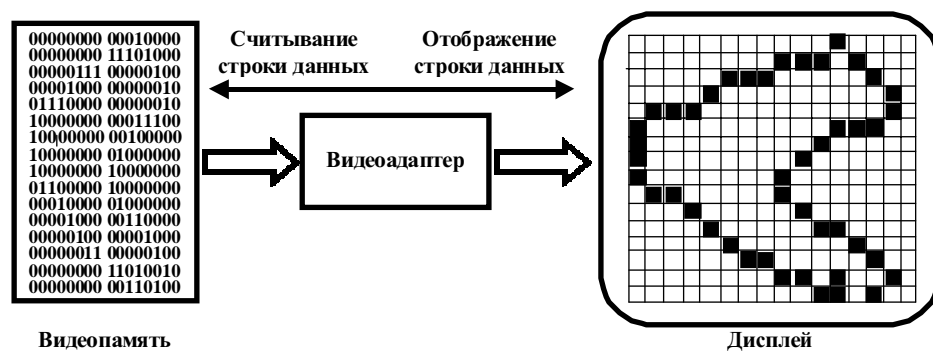 00000000 00010000
00000000 11101000
00000111 00000100
00001000 00000010
01110000 00000010
10000000 00011100
10000000 00100000
10000000 01000000
10000000 10000000
01100000 10000000
00010000 01000000
00001000 00110000
00000100 00001000
00000011 00000100
00000000 11010010
00000000 00110100
Видеопамять
Считывание
строки данных
Отображение
строки данных
Видеоадаптер
Дисплей